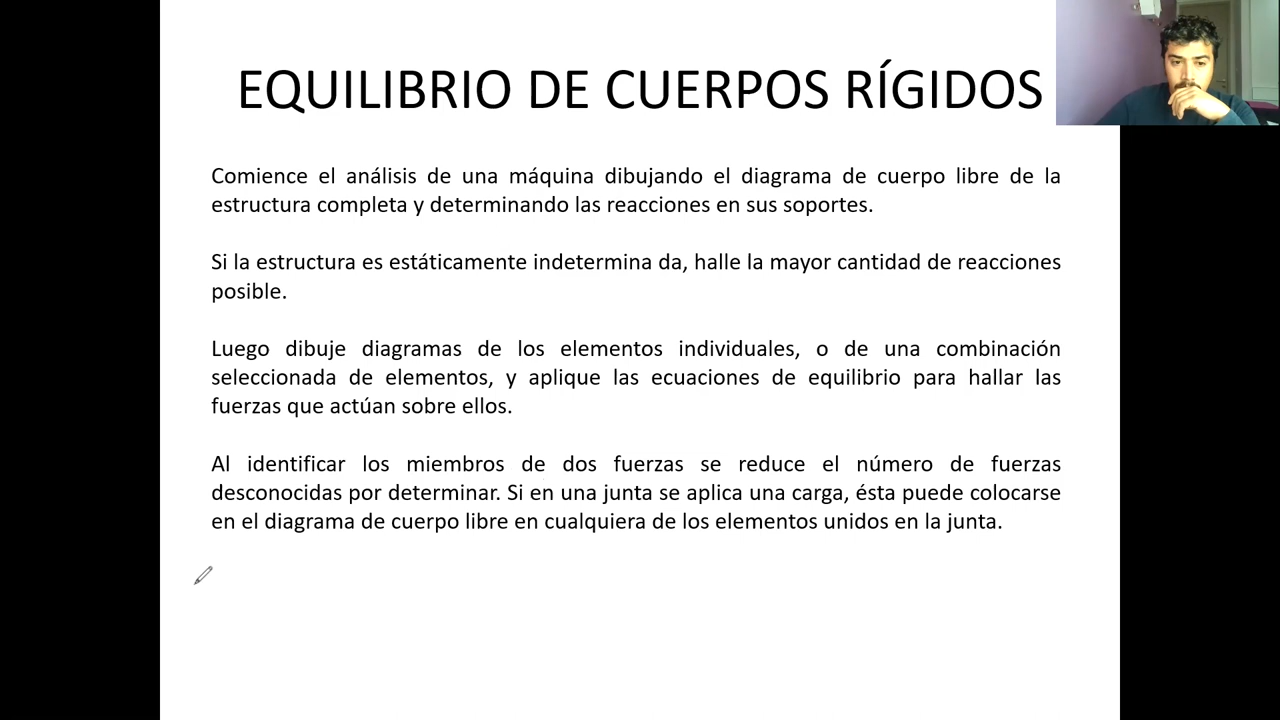 EQUILIBRIO DE CUERPOS RÍGIDOS
Comience el análisis de una máquina dibujando el diagrama de cuerpo libre de la
estructura completa y determinando las reacciones en sus soportes.
Si la estructura es estáticamente indetermina da, halle la mayor cantidad de reacciones
posible.
Luego dibuje diagramas de los elementos individuales, o de una combinación
seleccionada de elementos, y aplique las ecuaciones de equilibrio para hallar las
fuerzas que actúan sobre ellos.
Al identificar los miembros de dos fuerzas se reduce el número de fuerzas
desconocidas por determinar. Si en una junta se aplica una carga, ésta puede colocarse
en el diagrama de cuerpo libre en cualquiera de los elementos unidos en la junta.